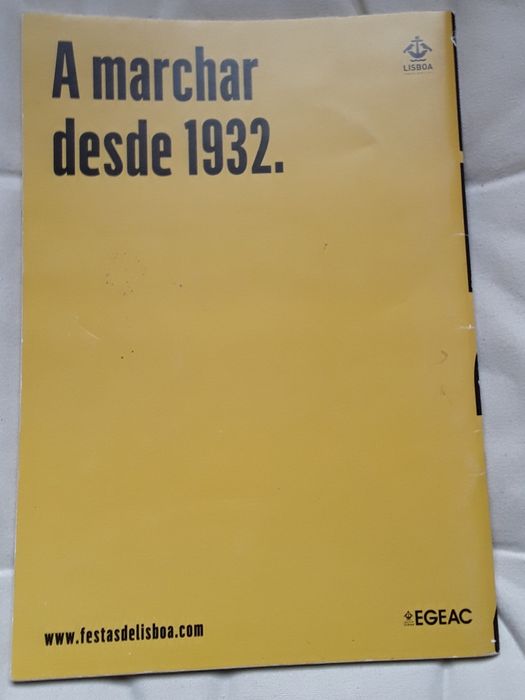 A marchar
desde 1932.
LISBOA
www.festasdelisboa.com
EGEAC